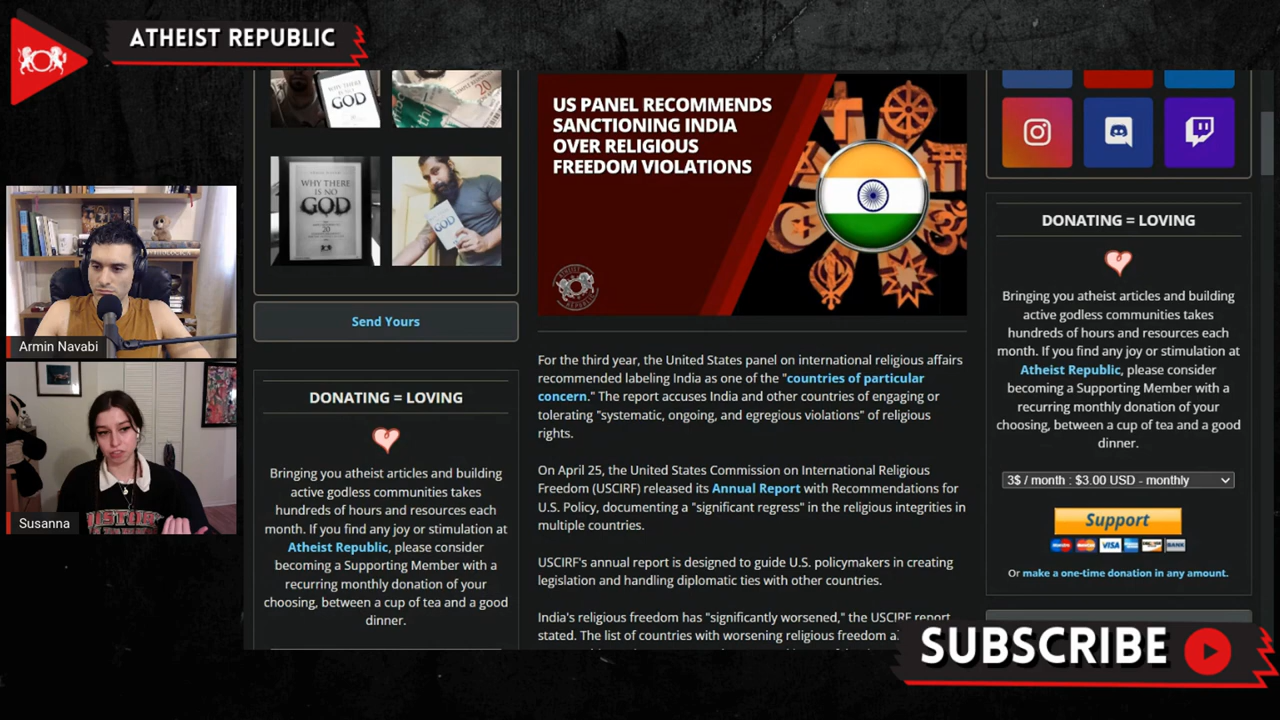 ATHEIST REPUBLIC
GOD
20
WHY THERE
IS NO
GOD
20
GOD
Send Yours
DONATING = LOVING
Bringing you atheist articles and building
active godless communities takes
hundreds of hours and resources each
month. If you find any joy or stimulation at
Atheist Republic, please consider
becoming a Supporting Member with a
recurring monthly donation of your
choosing, between a cup of tea and a good
dinner.
US PANEL RECOMMENDS
SANCTIONING INDIA
OVER RELIGIOUS
FREEDOM VIOLATIONS
For the third year, the United States panel on international religious affairs
recommended labeling India as one of the "countries of particular
concern." The report accuses India and other countries of engaging or
tolerating "systematic, ongoing, and egregious violations" of religious
rights.
On April 25, the United States Commission on International Religious
Freedom (USCIRF) released its Annual Report with Recommendations for
U.S. Policy, documenting a "significant regress" in the religious integrities in
multiple countries.
USCIRF's annual report is designed to guide U.S. policymakers in creating
legislation and handling diplomatic ties with other countries.
India's religious freedom has "significantly worsened," the USCIRF report
stated. The list of countries with worsening religious freedom
DONATING = LOVING
Bringing you atheist articles and building
active godless communities takes
hundreds of hours and resources each
month. If you find any joy or stimulation at
Atheist Republic, please consider
becoming a Supporting Member with a
recurring monthly donation of your
choosing, between a cup of tea and a good
dinner.
3$ / month : $3.00 USD - monthly
Support
VISA
BANK
Or make a one-time donation in any amount.
Armin Navabi
Susanna
SUBSCRIBE